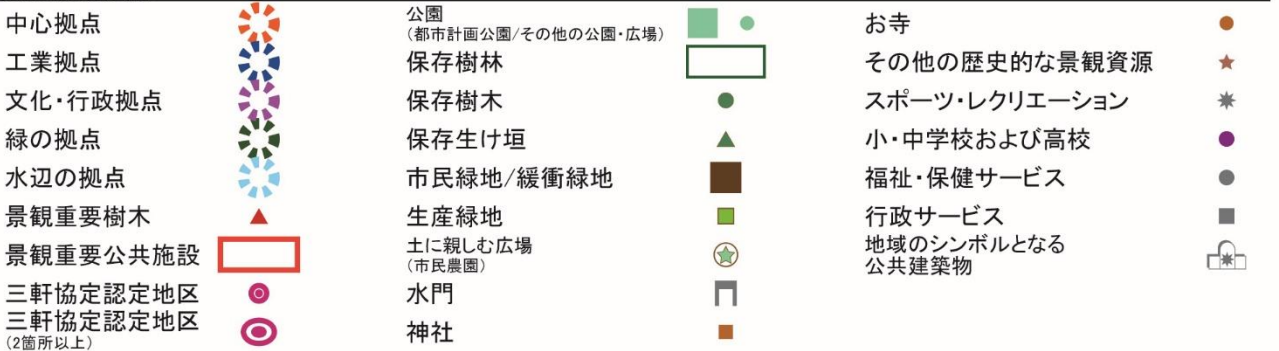 中心拠点
工業拠点
文化・行政拠点
緑の拠点
水辺の拠点
景観重要樹木
景観重要公共施設
三軒協定認定地区
三軒協定認定地区
(2箇所以上)
公園
(都市計画公園/その他の公園・広場)
保存樹林
保存樹木
保存生け垣
市民緑地/緩衝緑地
生産緑地
土に親しむ広場
(市民農園)
水門
神社
お寺
その他の歴史的な景観資源
スポーツ・レクリエーション
小・中学校および高校
福祉・保健サービス
行政サービス
地域のシンボルとなる
公共建築物